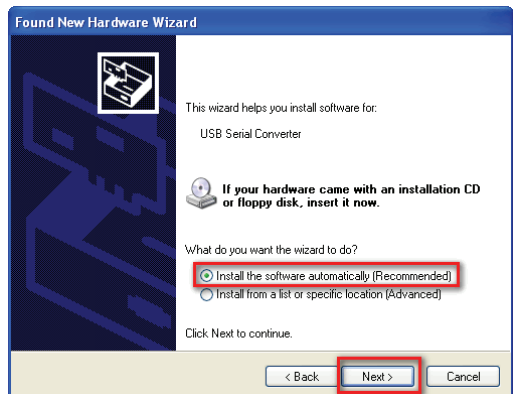 Found New Hardware Wizard
This wizard helps you install software for:
USB Serial Converter
If your hardware came with an installation CD
or floppy disk, insert it now.
What do you want the wizard to do?
Install the software automatically (Recommended)
Install from a list or specific location (Advanced)
Click Next to continue.
< Back Next > Cancel